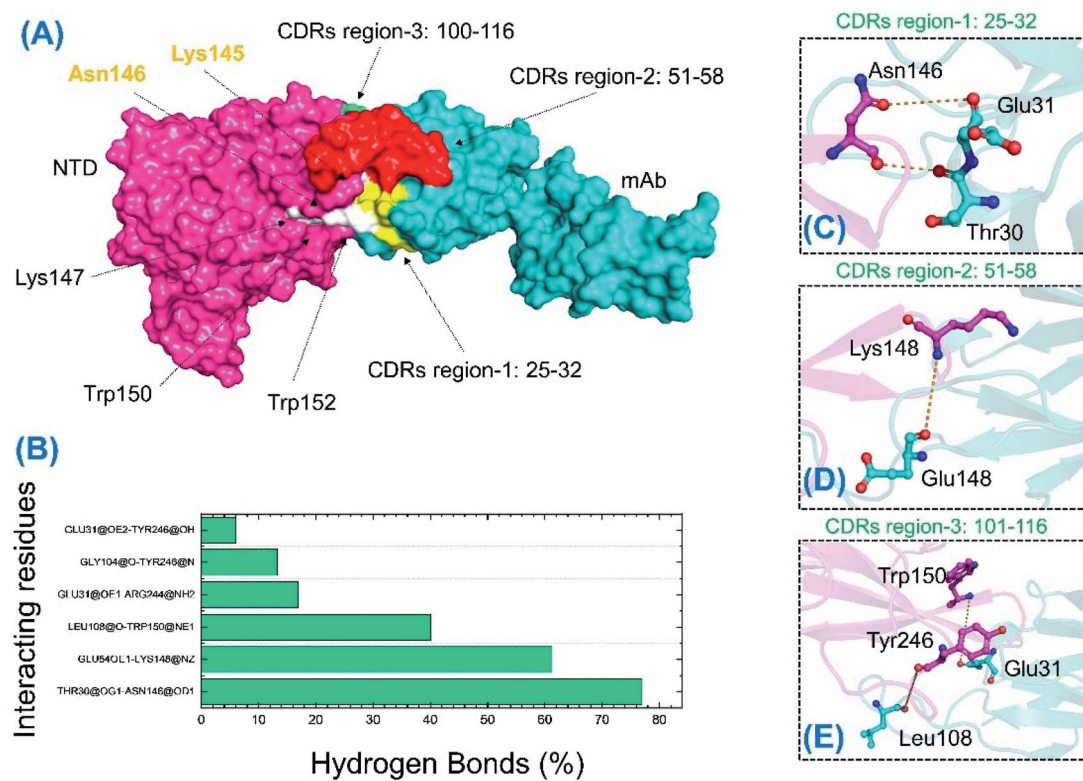 (A)
CDRs region-3: 100-116
Lys145
Asn146
CDRs region-2: 51-58
NTD
mAb
Lys147
Trp150
Trp152
CDRs region-1: 25-32
(B)
Interacting residues
GLU31@OE2-TYR246@OH
GLY104@O-TYR246@N
GLU31@OE1 ARG244@NH2
LEU108@O-TRP150@NE1
GLU54OE1-LYS148@NZ
THR30@OG1-ASN146@OD1
0 10 20 30 40 50 60 70 80
Hydrogen Bonds (%)
CDRs region-1: 25-32
Asn146
Glu31
Thr30
(C)
CDRs region-2: 51-58
Lys148
Glu148
(D)
CDRs region-3: 101-116
Trp150
Tyr246
Glu31
Leu108
(E)